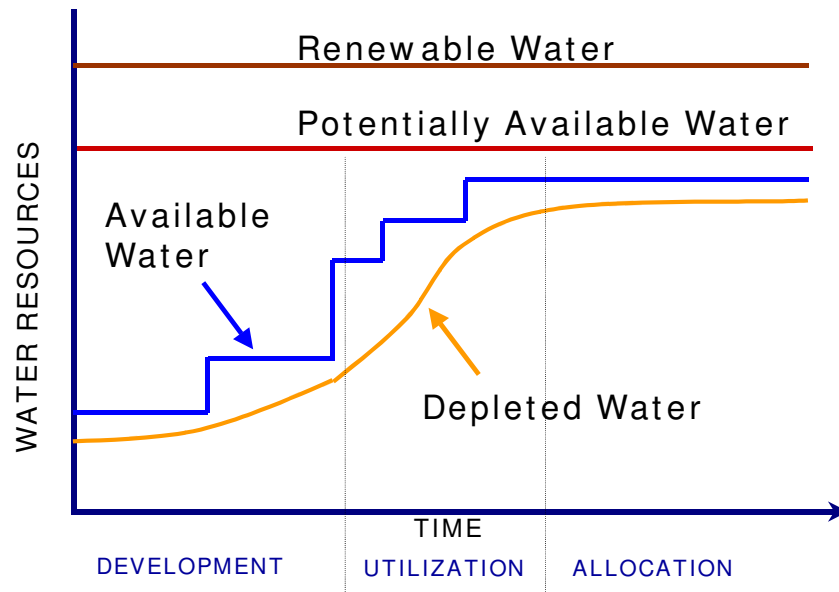 Renewable Water
Potentially Available Water
Available
Water
WATER RESOURCES
Depleted Water
TIME
DEVELOPMENT
UTILIZATION
ALLOCATION